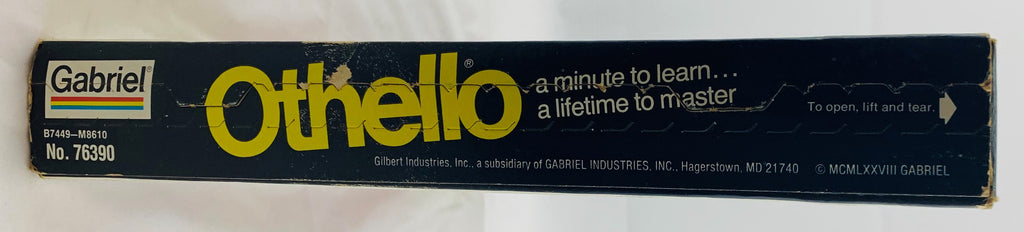 Gabriel®
B7449–M8610
No. 76390
Othello®
a minute to learn...
a lifetime to master
To open, lift and tear.
Gilbert Industries, Inc., a subsidiary of GABRIEL INDUSTRIES, INC., Hagerstown, MD 21740 © MCMLXXVIII GABRIEL